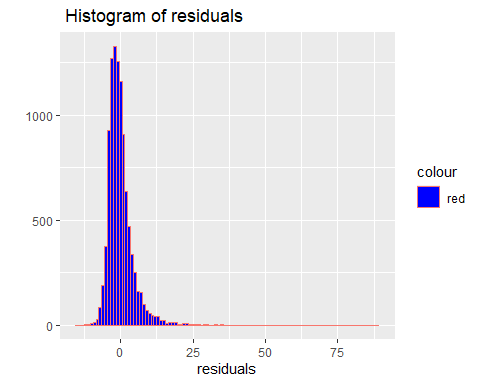 Histogram of residuals
1000
500
0
0 25 50 75
residuals
colour
red